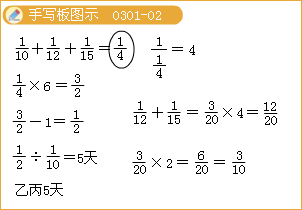 手写板图示 0301-02
1/10 + 1/12 + 1/15 = 1/4
1/4 × 6 = 3/2
3/2 − 1 = 1/2
1/2 ÷ 1/10 = 5天
乙丙5天
1/(1/4) = 4
1/12 + 1/15 = 3/20 × 4 = 12/20
3/20 × 2 = 6/20 = 3/10